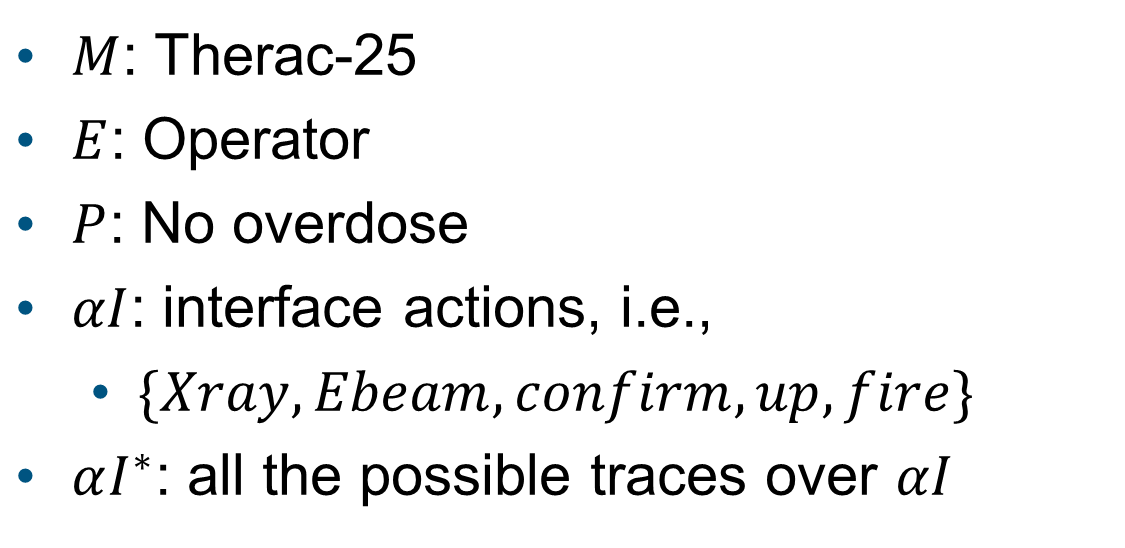 • M: Therac-25
• E: Operator
• P: No overdose
• αI: interface actions, i.e.,
• {Xray, Ebeam, confirm, up, fire}
• αI*: all the possible traces over αI